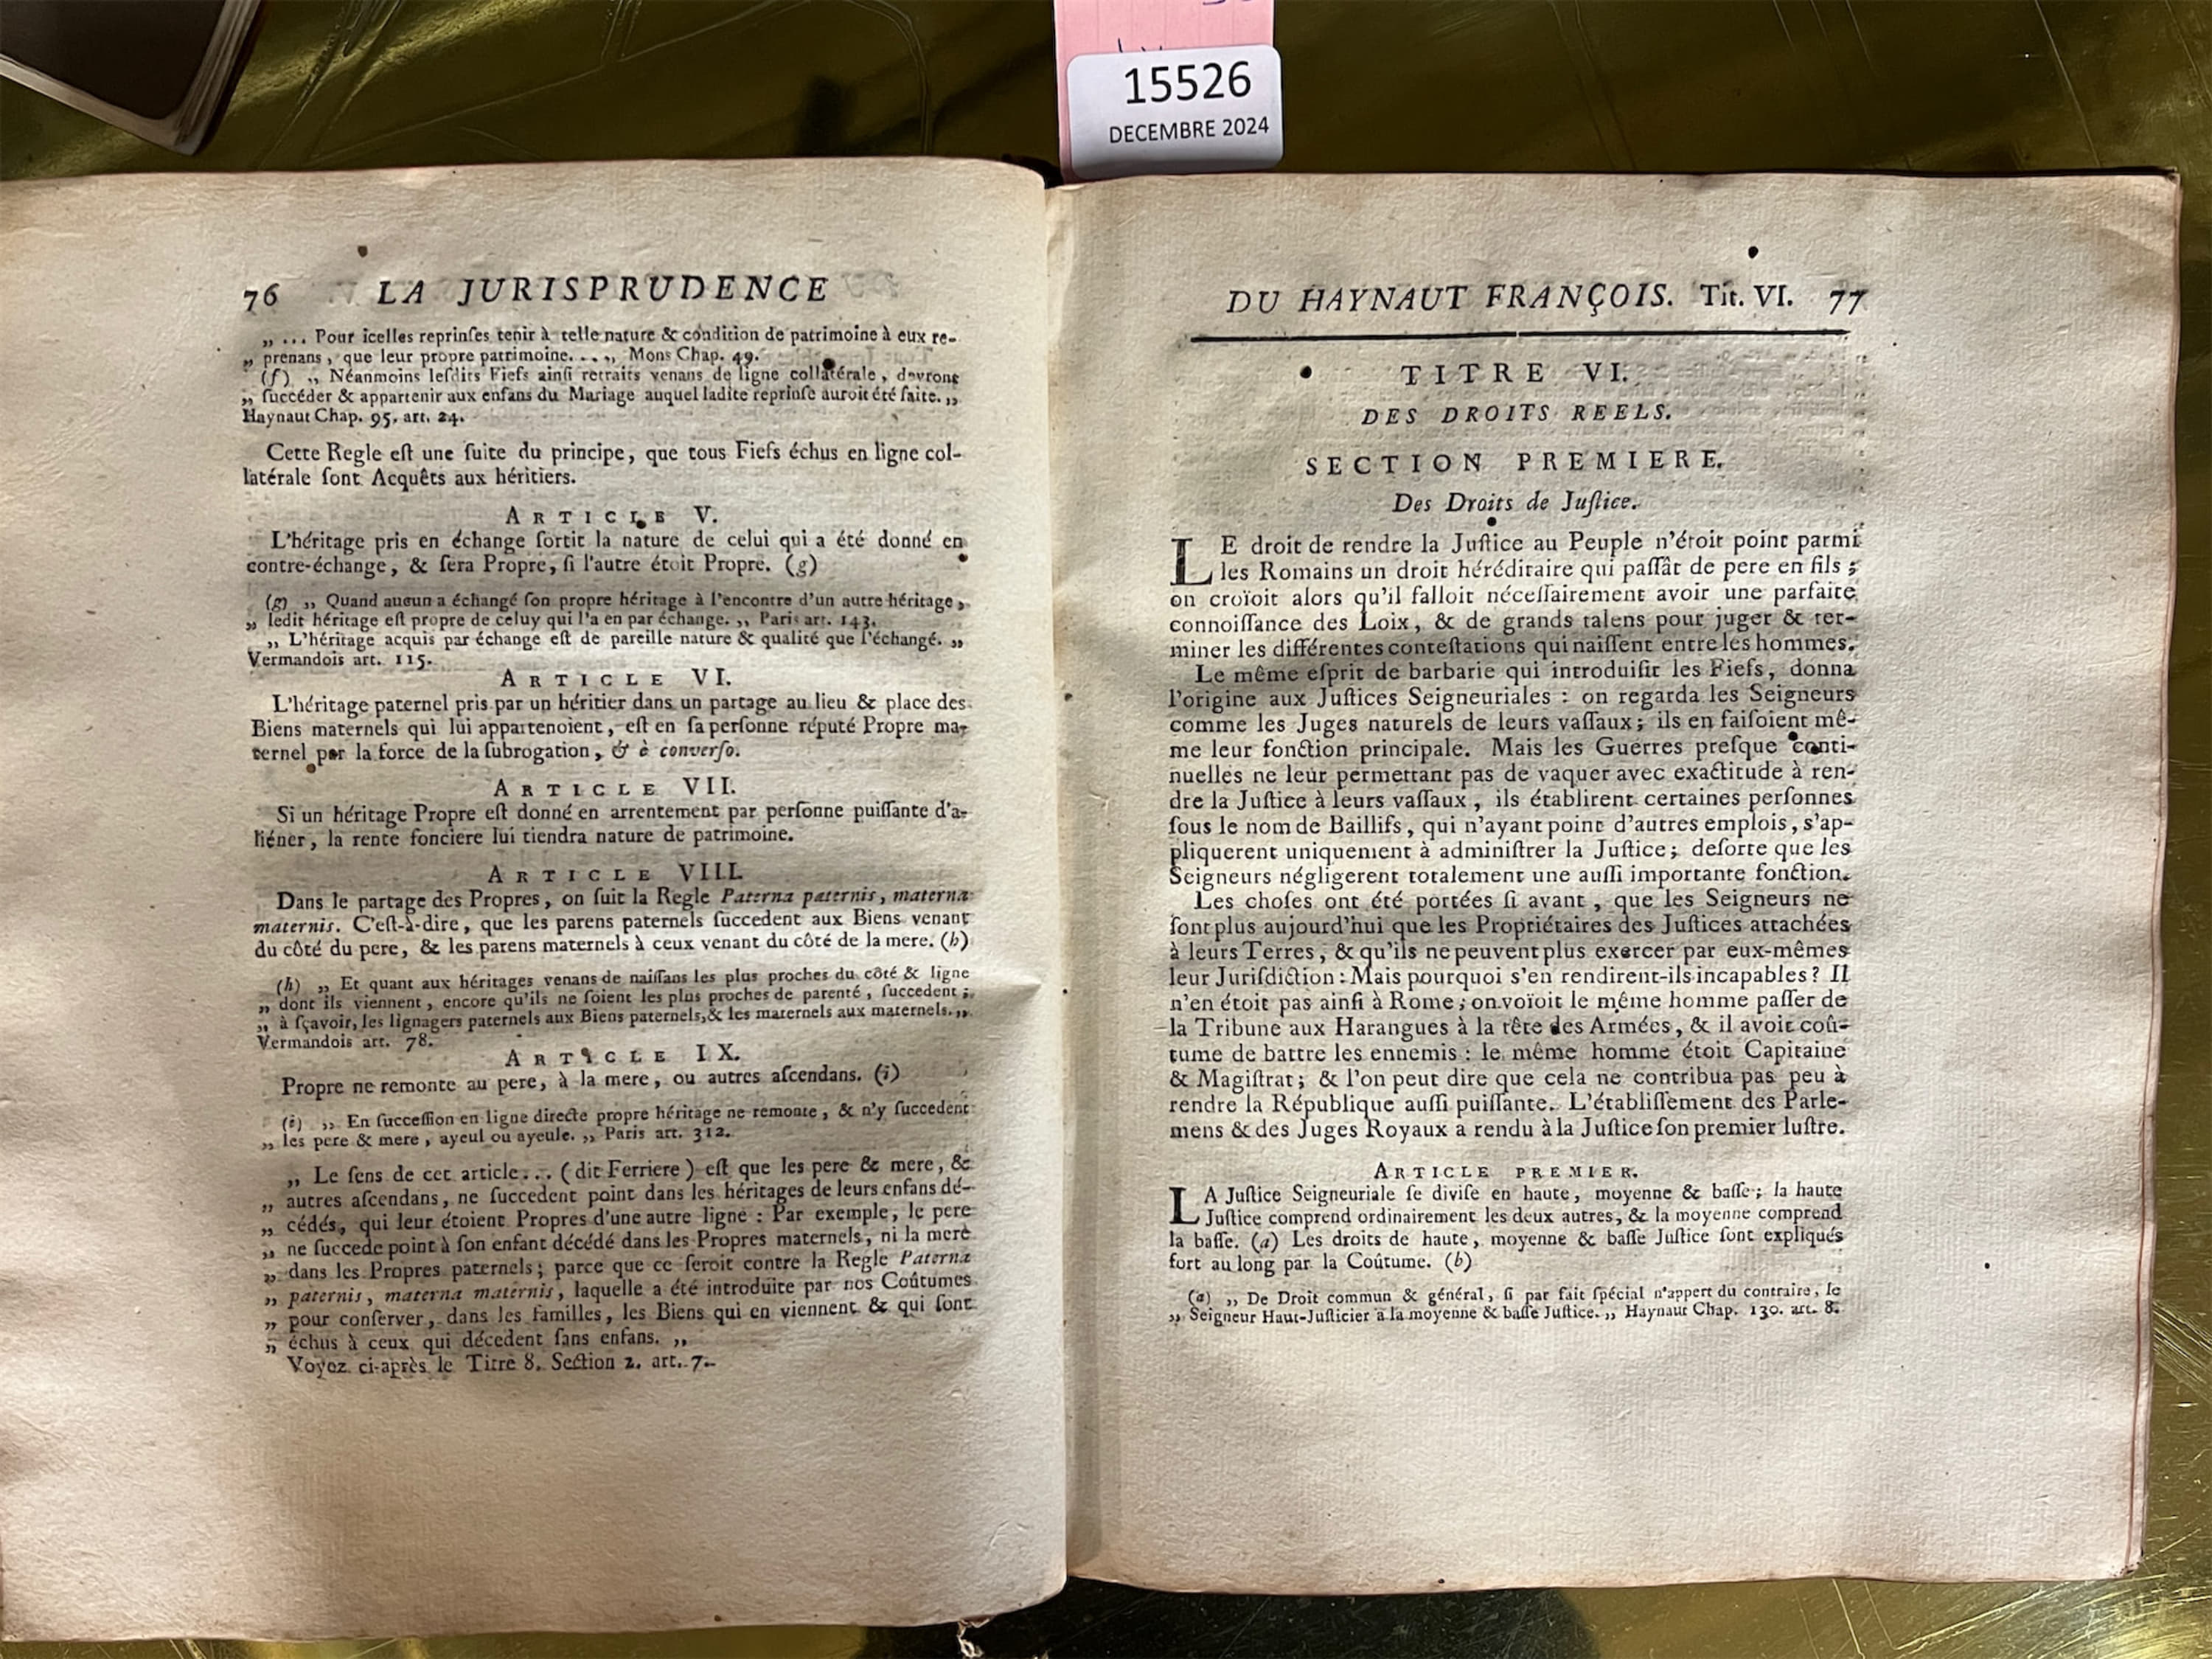 15526
DECEMBRE 2024
76 LA JURISPRUDENCE
„ ... Pour icelles reprinſes tenir à telle nature & condition de patrimoine à eux re-
„ prenans, que leur propre patrimoine. . . „ Mons Chap. 49.
(f) „ Néanmoins leſdits Fiefs ainſi retraits venans de ligne collatérale, devront
„ ſuccéder & appartenir aux enfans du Mariage auquel ladite reprinſe auroit été faite. „
Haynaut Chap. 95. art. 24.
Cette Regle eſt une ſuite du principe, que tous Fiefs échus en ligne col-
latérale ſont Acquêts aux héritiers.
ARTICLE V.
L'héritage pris en échange ſortit la nature de celui qui a été donné en
contre-échange, & ſera Propre, ſi l'autre étoit Propre. (g)
(g) „ Quand aucun a échangé ſon propre héritage à l'encontre d'un autre héritage,
„ ledit héritage eſt propre de celuy qui l'a en par échange. „ Paris art. 143.
„ L'héritage acquis par échange eſt de pareille nature & qualité que l'échangé. „
Vermandois art. 115.
ARTICLE VI.
L'héritage paternel pris par un héritier dans un partage au lieu & place des
Biens maternels qui lui appartenoient, eſt en ſa perſonne réputé Propre ma-
ternel par la force de la ſubrogation, & è converſo.
ARTICLE VII.
Si un héritage Propre eſt donné en arrentement par perſonne puiſſante d'a-
liéner, la rente fonciere lui tiendra nature de patrimoine.
ARTICLE VIII.
Dans le partage des Propres, on ſuit la Regle Paterna paternis, materna
maternis. C'eſt-à-dire, que les parens paternels ſuccedent aux Biens venant
du côté du pere, & les parens maternels à ceux venant du côté de la mere. (h)
(h) „ Et quant aux héritages venans de naiſſans les plus proches du côté & ligne
„ dont ils viennent, encore qu'ils ne ſoient les plus proches de parenté, ſuccedent ;
„ à ſçavoir, les lignagers paternels aux Biens paternels, & les maternels aux maternels. „
Vermandois art. 78.
ARTICLE IX.
Propre ne remonte au pere, à la mere, ou autres aſcendans. (i)
(i) „ En ſucceſſion en ligne directe propre héritage ne remonte, & n'y ſuccedent
„ les pere & mere, ayeul ou ayeule. „ Paris art. 312.
„ Le ſens de cet article... (dit Ferriere) eſt que les pere & mere, &
„ autres aſcendans, ne ſuccedent point dans les héritages de leurs enfans dé-
„ cédés, qui leur étoient Propres d'une autre ligne : Par exemple, le pere
„ ne ſuccede point à ſon enfant décédé dans les Propres maternels, ni la mere
„ dans les Propres paternels ; parce que ce ſeroit contre la Regle Paterna
„ paternis, materna maternis, laquelle a été introduite par nos Coûtumes
„ pour conſerver, dans les familles, les Biens qui en viennent & qui ſont
„ échus à ceux qui décedent ſans enfans. „
Voyez ci-après le Titre 8. Section 2. art. 7.
DU HAYNAUT FRANÇOIS. Tit. VI. 77
TITRE VI.
DES DROITS REELS.
SECTION PREMIERE.
Des Droits de Juſtice.
LE droit de rendre la Juſtice au Peuple n'étoit point parmi
les Romains un droit héréditaire qui paſſât de pere en fils ;
on croïoit alors qu'il falloit néceſſairement avoir une parfaite
connoiſſance des Loix, & de grands talens pour juger & ter-
miner les différentes conteſtations qui naiſſent entre les hommes.
Le même eſprit de barbarie qui introduiſit les Fiefs, donna
l'origine aux Juſtices Seigneuriales : on regarda les Seigneurs
comme les Juges naturels de leurs vaſſaux ; ils en faiſoient mê-
me leur fonction principale. Mais les Guerres preſque conti-
nuelles ne leur permettant pas de vaquer avec exactitude à ren-
dre la Juſtice à leurs vaſſaux, ils établirent certaines perſonnes
ſous le nom de Baillifs, qui n'ayant point d'autres emplois, s'ap-
pliquerent uniquement à adminiſtrer la Juſtice ; deſorte que les
Seigneurs négligerent totalement une auſſi importante fonction.
Les choſes ont été portées ſi avant, que les Seigneurs ne
ſont plus aujourd'hui que les Propriétaires des Juſtices attachées
à leurs Terres, & qu'ils ne peuvent plus exercer par eux-mêmes
leur Juriſdiction : Mais pourquoi s'en rendirent-ils incapables ? Il
n'en étoit pas ainſi à Rome ; on voïoit le même homme paſſer de
la Tribune aux Harangues à la tête des Armées, & il avoit coû-
tume de battre les ennemis : le même homme étoit Capitaine
& Magiſtrat ; & l'on peut dire que cela ne contribua pas peu à
rendre la République auſſi puiſſante. L'établiſſement des Parle-
mens & des Juges Royaux a rendu à la Juſtice ſon premier luſtre.
ARTICLE PREMIER.
LA Juſtice Seigneuriale ſe diviſe en haute, moyenne & baſſe ; la haute
Juſtice comprend ordinairement les deux autres, & la moyenne comprend
la baſſe. (a) Les droits de haute, moyenne & baſſe Juſtice ſont expliqués
fort au long par la Coûtume. (b)
(a) „ De Droit commun & général, ſi par fait ſpécial n'appert du contraire, le
„ Seigneur Haut-Juſticier a la moyenne & baſſe Juſtice. „ Haynaut Chap. 130. art. 8.